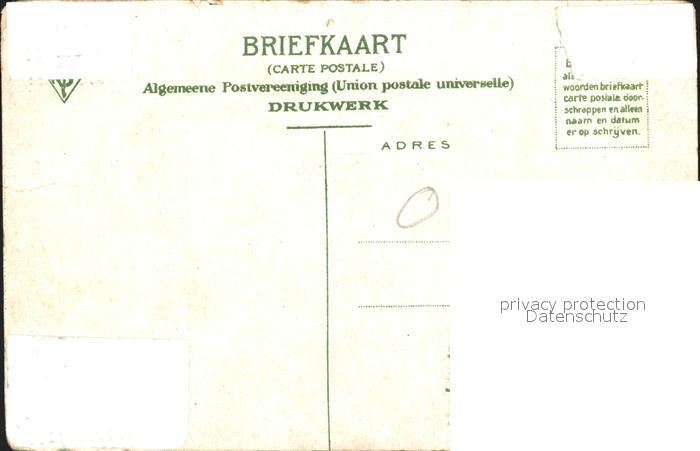 BRIEFKAART
(CARTE POSTALE)
Algemeene Postvereeniging (Union postale universelle)
DRUKWERK
ADRES
woorden briefkaart
carte postale door-
schrappen en alleen
naam en datum
er op schrijven.
privacy protection
Datenschutz